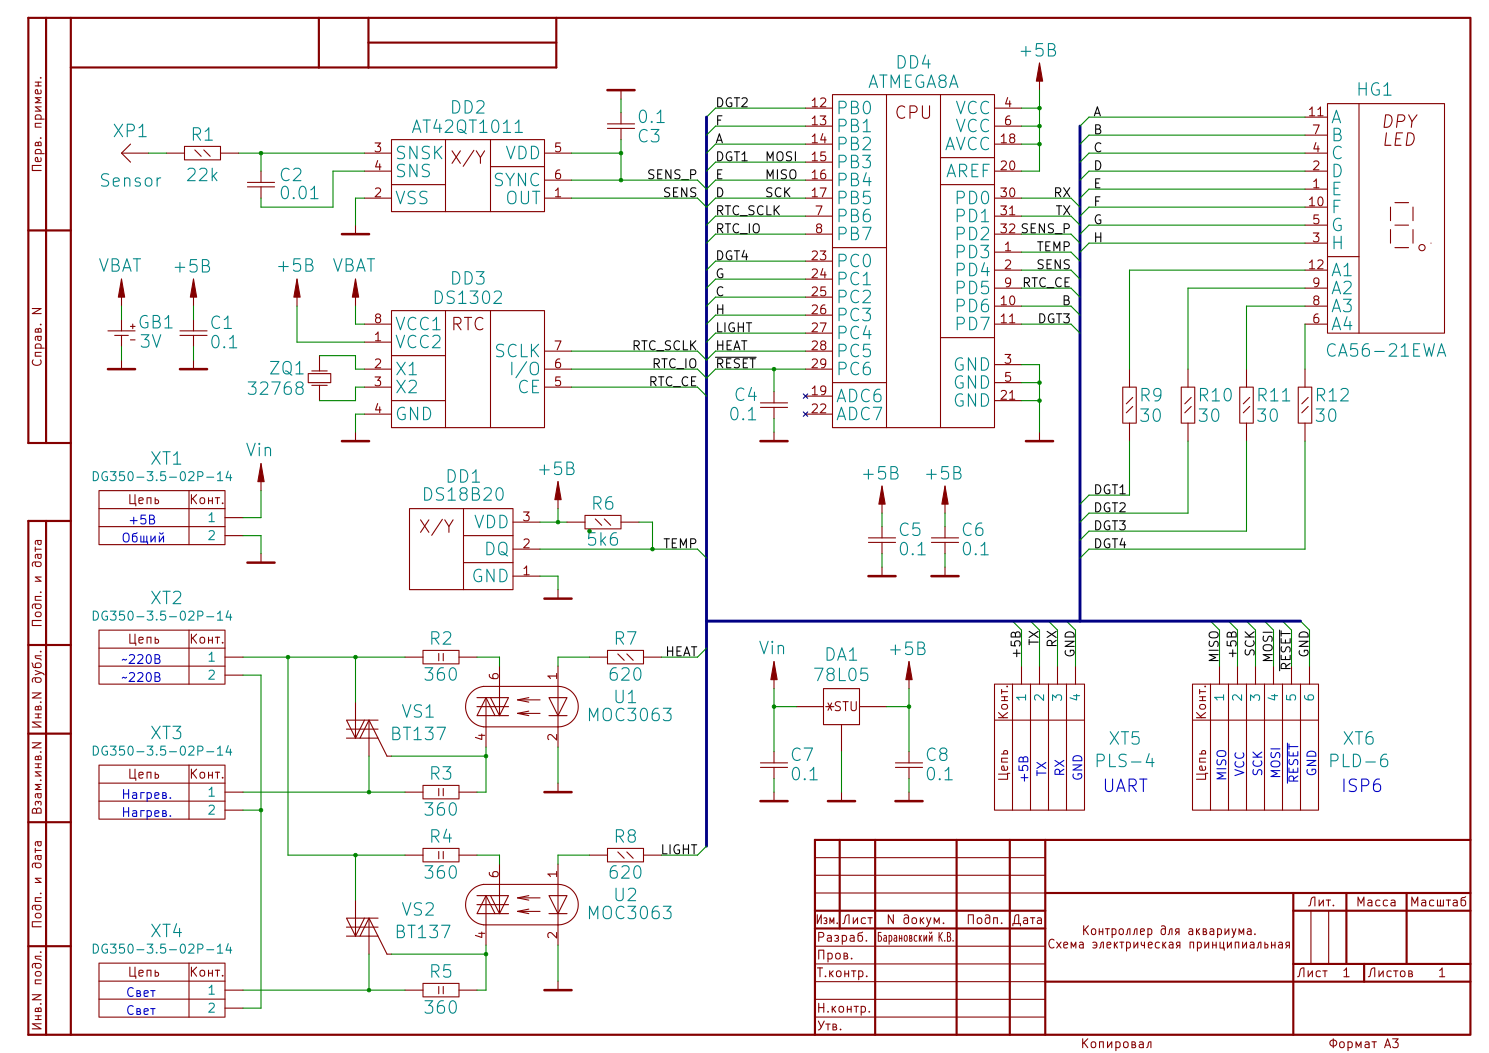 Перв. примен.
Справ. N
Подп. и дата
Инв.N дубл.
Взам.инв.N
Подп. и дата
Инв.N подл.
XP1
Sensor
R1
22k
C2
0.01
DD2
AT42QT1011
3 SNSK X/Y VDD 5
4 SNS SYNC 6 SENS_P
2 VSS OUT 1 SENS
0.1
C3
VBAT
+5В
+5В
VBAT
GB1
3V
+
-
C1
0.1
DD3
DS1302
8 VCC1 RTC
1 VCC2 SCLK 7 RTC_SCLK
2 X1 I/O 6 RTC_IO
3 X2 CE 5 RTC_CE
4 GND
ZQ1
32768
XT1
DG350-3.5-02P-14
Цепь Конт.
+5В 1
Общий 2
Vin
DD1
DS18B20
X/Y VDD 3
DQ 2 TEMP
GND 1
+5В
R6
5k6
XT2
DG350-3.5-02P-14
Цепь Конт.
~220В 1
~220В 2
XT3
DG350-3.5-02P-14
Цепь Конт.
Нагрев. 1
Нагрев. 2
XT4
DG350-3.5-02P-14
Цепь Конт.
Свет 1
Свет 2
R2
360
R7
620
HEAT
6 1
4 2
U1
MOC3063
VS1
BT137
R3
360
R4
360
R8
620
LIGHT
6 1
4 2
U2
MOC3063
VS2
BT137
R5
360
DD4
ATMEGA8A
CPU
DGT2 12 PB0
F 13 PB1
A 14 PB2
DGT1 MOSI 15 PB3
E MISO 16 PB4
D SCK 17 PB5
RTC_SCLK 7 PB6
RTC_IO 8 PB7
DGT4 23 PC0
G 24 PC1
C 25 PC2
H 26 PC3
LIGHT 27 PC4
HEAT 28 PC5
RESET 29 PC6
19 ADC6
22 ADC7
C4
0.1
+5В
VCC 4
VCC 6
AVCC 18
AREF 20
PD0 30 RX
PD1 31 TX
PD2 32 SENS_P
PD3 1 TEMP
PD4 2 SENS
PD5 9 RTC_CE
PD6 10 B
PD7 11 DGT3
GND 3
GND 5
GND 21
HG1
DPY
LED
A 11 A
B 7 B
C 4 C
D 2 D
E 1 E
F 10 F
G 5 G
H 3 H
12 A1
9 A2
8 A3
6 A4
CA56-21EWA
R9
30
R10
30
R11
30
R12
30
DGT1
DGT2
DGT3
DGT4
+5В
C5
0.1
+5В
C6
0.1
Vin
DA1
78L05
*STU
+5В
C7
0.1
C8
0.1
+5В TX RX GND
Конт. 1 2 3 4
Цепь +5В TX RX GND
XT5
PLS-4
UART
MISO +5В SCK MOSI RESET GND
Конт. 1 2 3 4 5 6
Цепь MISO VCC SCK MOSI RESET GND
XT6
PLD-6
ISP6
Изм. Лист N докум. Подп. Дата
Разраб. Барановский К.В.
Пров.
Т.контр.
Н.контр.
Утв.
Контроллер для аквариума.
Схема электрическая принципиальная
Лит. Масса Масштаб
Лист 1 Листов 1
Копировал
Формат А3